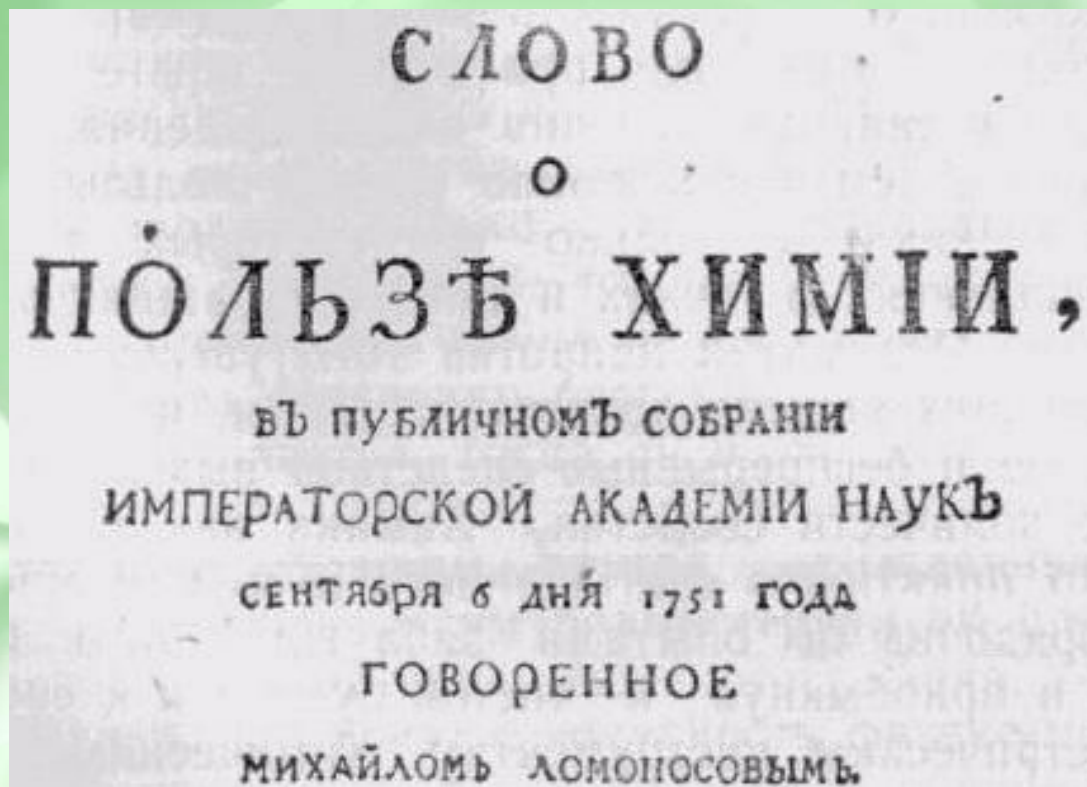 СЛОВО
О
ПОЛЬЗѢ ХИМІИ,
ВЪ ПУБЛИЧНОМЪ СОБРАНІИ
ИМПЕРАТОРСКОЙ АКАДЕМІИ НАУКЪ
СЕНТЯБРЯ 6 ДНЯ 1751 ГОДА
ГОВОРЕННОЕ
МИХАЙЛОМЪ ЛОМОНОСОВЫМЪ.